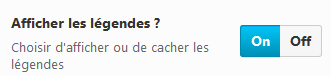 Afficher les légendes ?
Choisir d'afficher ou de cacher les
légendes
On Off